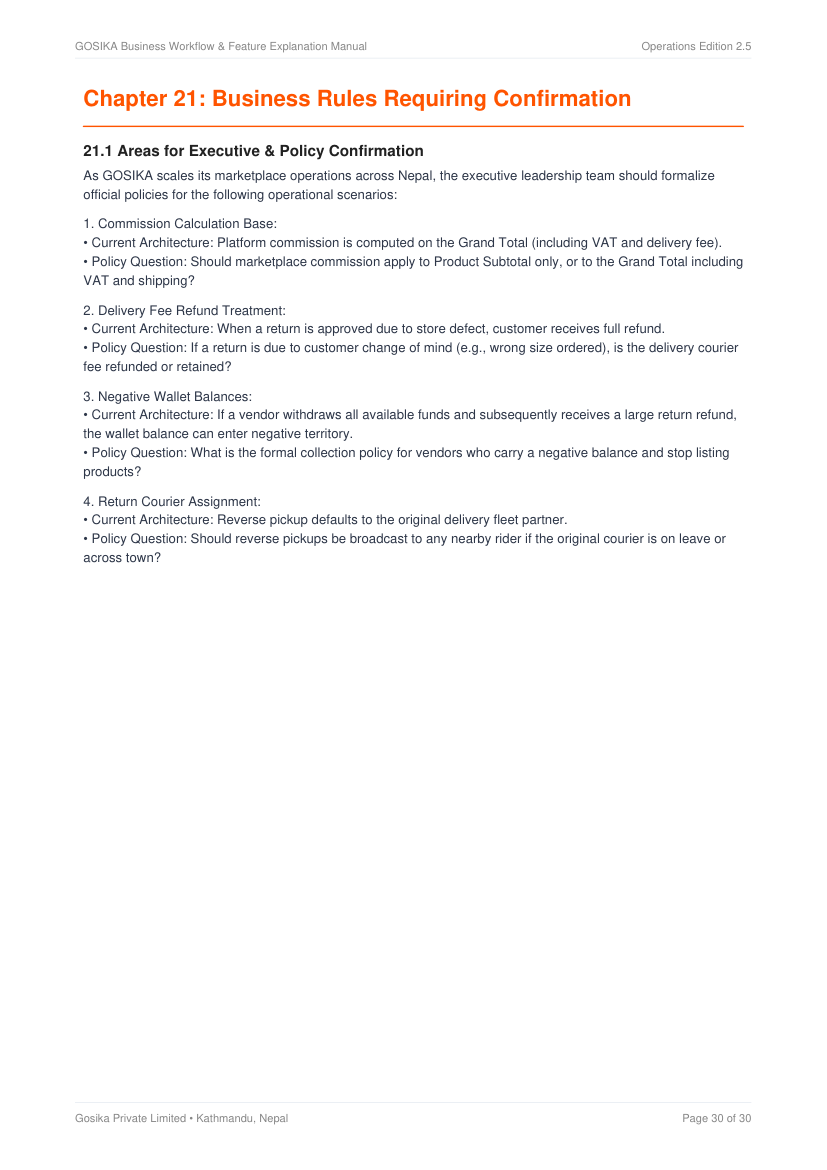 GOSIKA Business Workflow & Feature Explanation Manual
Operations Edition 2.5
Chapter 21: Business Rules Requiring Confirmation
21.1 Areas for Executive & Policy Confirmation
As GOSIKA scales its marketplace operations across Nepal, the executive leadership team should formalize
official policies for the following operational scenarios:
1. Commission Calculation Base:
• Current Architecture: Platform commission is computed on the Grand Total (including VAT and delivery fee).
• Policy Question: Should marketplace commission apply to Product Subtotal only, or to the Grand Total including
VAT and shipping?
2. Delivery Fee Refund Treatment:
• Current Architecture: When a return is approved due to store defect, customer receives full refund.
• Policy Question: If a return is due to customer change of mind (e.g., wrong size ordered), is the delivery courier
fee refunded or retained?
3. Negative Wallet Balances:
• Current Architecture: If a vendor withdraws all available funds and subsequently receives a large return refund,
the wallet balance can enter negative territory.
• Policy Question: What is the formal collection policy for vendors who carry a negative balance and stop listing
products?
4. Return Courier Assignment:
• Current Architecture: Reverse pickup defaults to the original delivery fleet partner.
• Policy Question: Should reverse pickups be broadcast to any nearby rider if the original courier is on leave or
across town?
Gosika Private Limited • Kathmandu, Nepal
Page 30 of 30